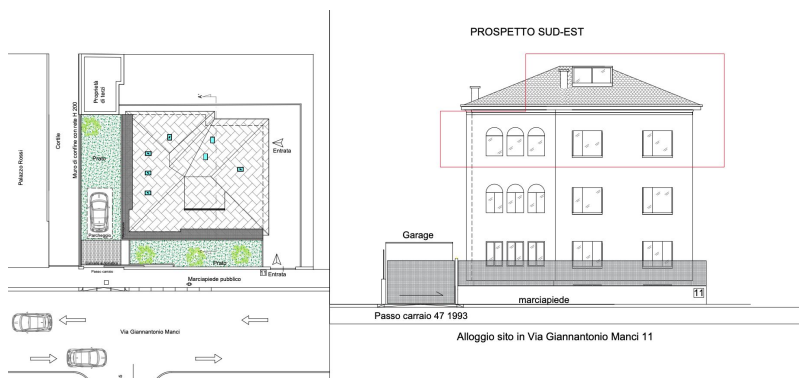 Palazzo Rossi
Cortile
Muro di confine con rete H 200
Proprietà
di terzi
Prato
Parcheggio
A'
Entrata
Prato
11 Entrata
Passo carraio
Marciapiede pubblico
Via Giannantonio Manci
A
PROSPETTO SUD-EST
Garage
11
marciapiede
Passo carraio 47 1993
Alloggio sito in Via Giannantonio Manci 11